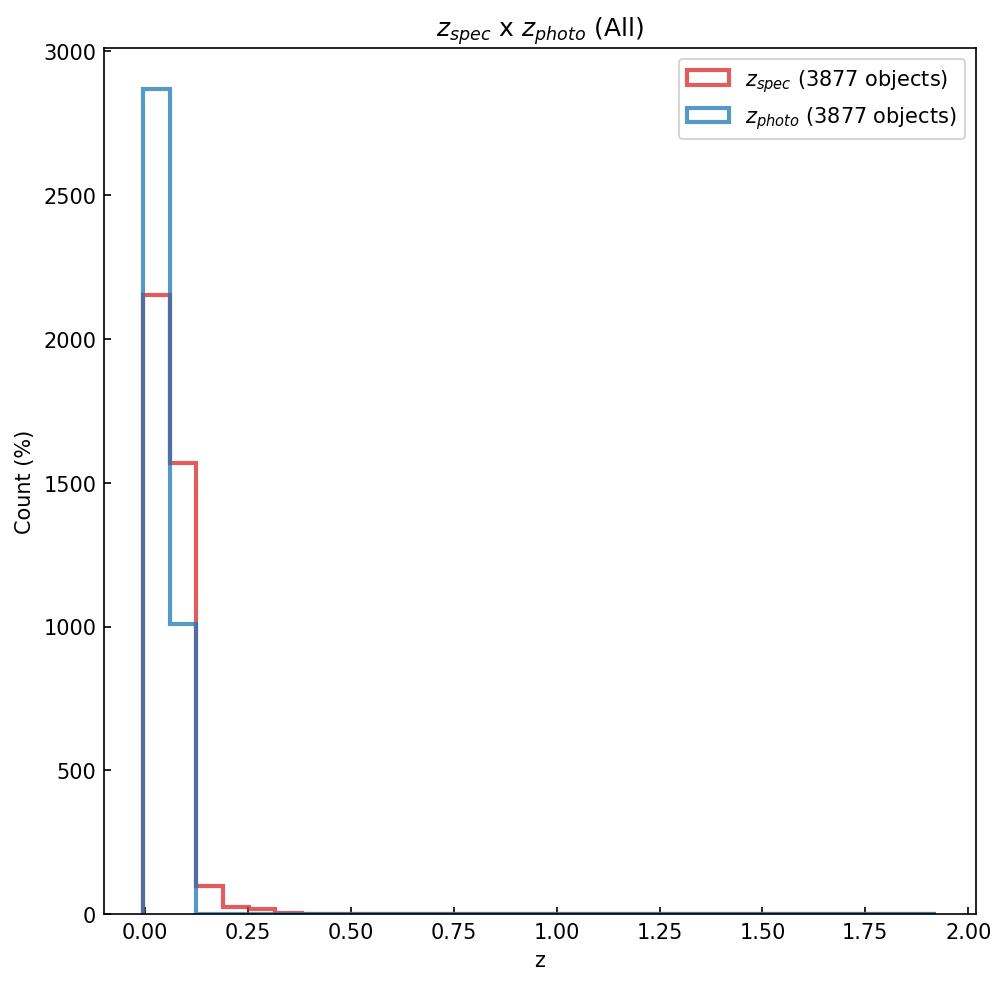 z_spec x z_photo (All)
z_spec (3877 objects)
z_photo (3877 objects)
Count (%)
3000
2500
2000
1500
1000
500
0
0.00 0.25 0.50 0.75 1.00 1.25 1.50 1.75 2.00
z